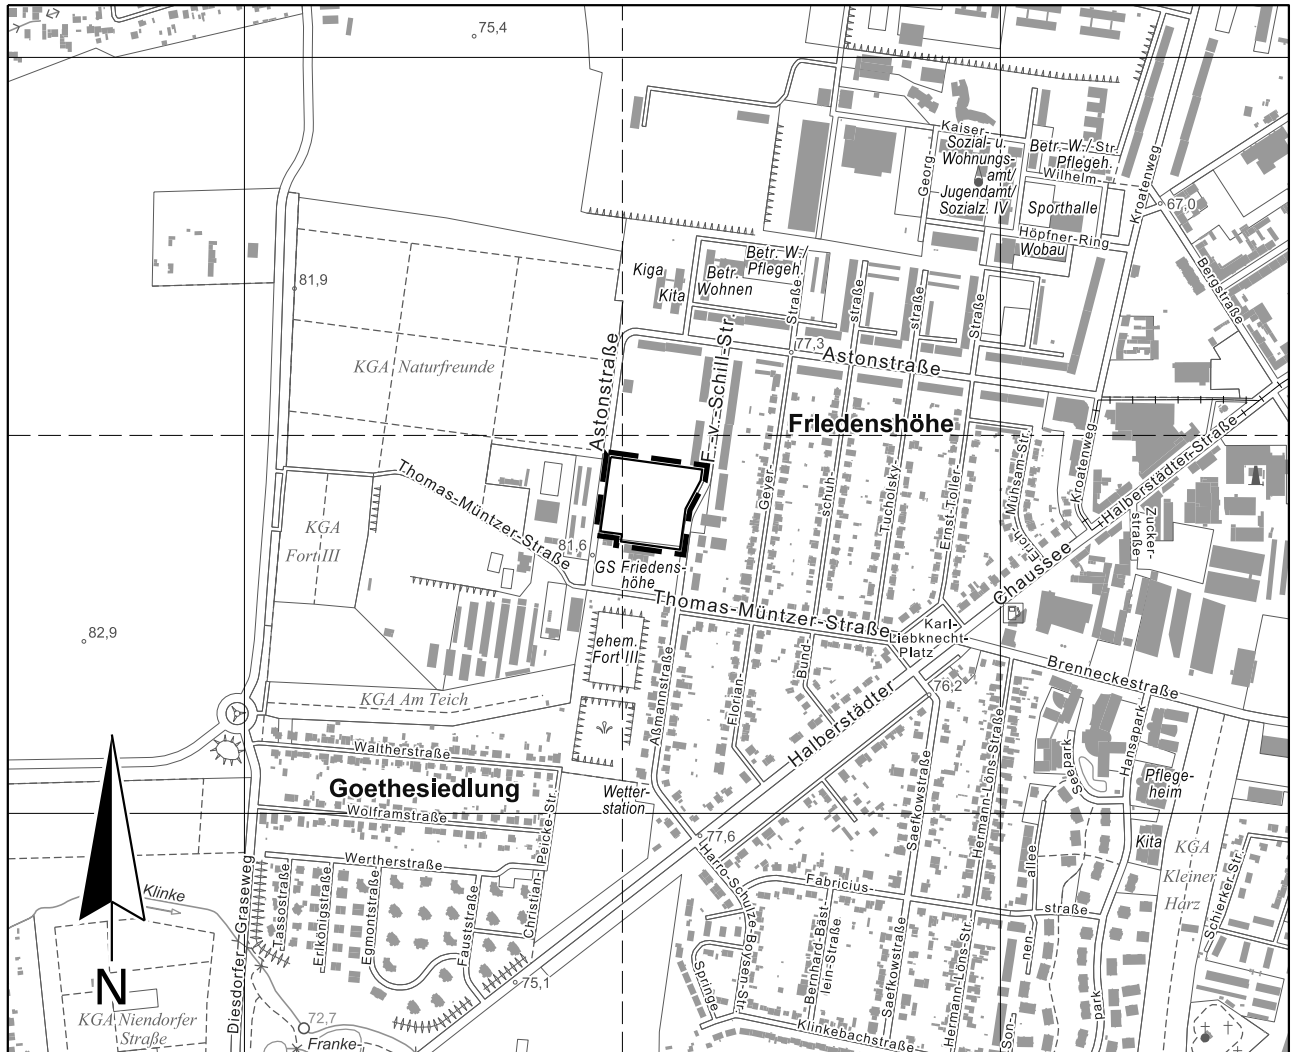 75,4
Kaiser-
Sozial- u.
Wohnungs-
amt/
Jugendamt/
Sozialz. IV
Betr. W./Str.
Pflegeh.
Wilhelm-
Georg-
Sporthalle
Kroatenweg
67,0
Höpfner-Ring
Wobau
Bergstraße
Betr. W./
Pflegeh.
Betr.
Wohnen
Kiga
Kita
81,9
Straße
straße
straße
Straße
KGA Naturfreunde
Astonstraße
F.-v.-Schill-Str.
77,3
Astonstraße
Friedenshöhe
Thomas-Müntzer-Straße
Geyer-
schuh-
Tucholsky-
Ernst-Toller-
Erich-Mühsam-Str.
Kroatenweg
Halberstädter-Straße
Zucker-
straße
KGA
Fort III
81,6
GS Friedens-
höhe
Chaussee
Thomas-Müntzer-Straße
Karl-
Liebknecht-
Platz
82,9
ehem.
Fort III
Brenneckestraße
76,2
KGA Am Teich
Aßmannstraße
Florian-
Bund-
Halberstädter
Waltherstraße
Goethesiedlung
Wolframstraße
Wetter-
station
Saefkowstraße
Hermann-Löns-Straße
Seepark
Hansapark
Pflege-
heim
Kita
KGA
Kleiner
Harz
Schierker Str.
77,6
Wertherstraße
Christian-Peicke-Str.
Harro-Schulze-Boysen-Str.
Fabricius-
straße
allee
nen-
Son-
park
Klinke
Diesdorfer Graseweg
Tassostraße
Erlkönigstraße
Egmontstraße
Fauststraße
Bernhard-Bäst-
lein-Straße
Saefkowstraße
Hermann-Löns-Str.
Springe
75,1
N
72,7
Klinkebachstraße
KGA Niendorfer
Straße
Franke-